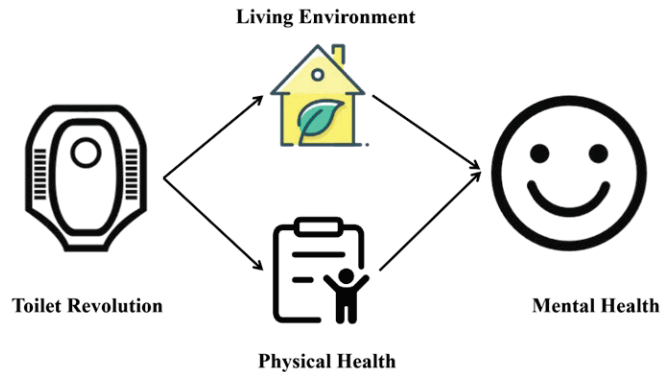 Living Environment
Toilet Revolution
Mental Health
Physical Health